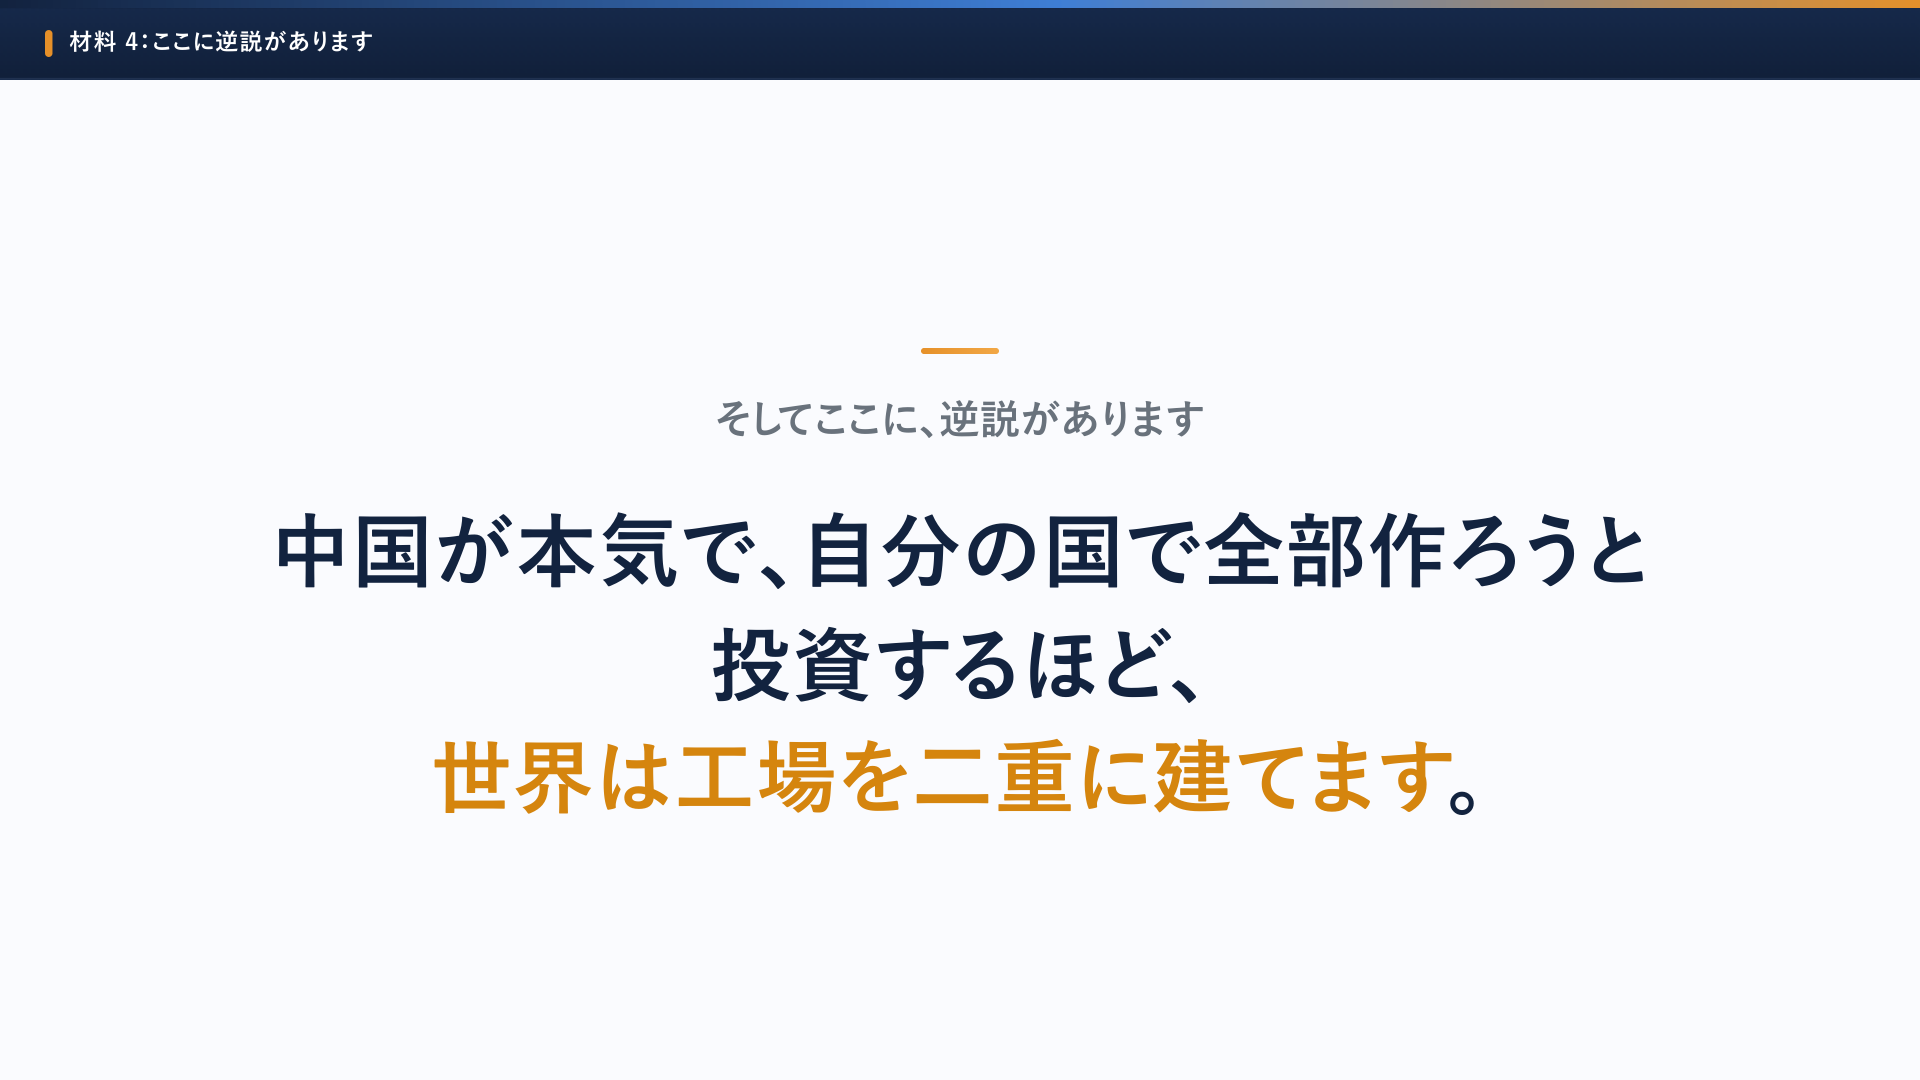 材料 4：ここに逆説があります
そしてここに、逆説があります
中国が本気で、自分の国で全部作ろうと
投資するほど、
世界は工場を二重に建てます。